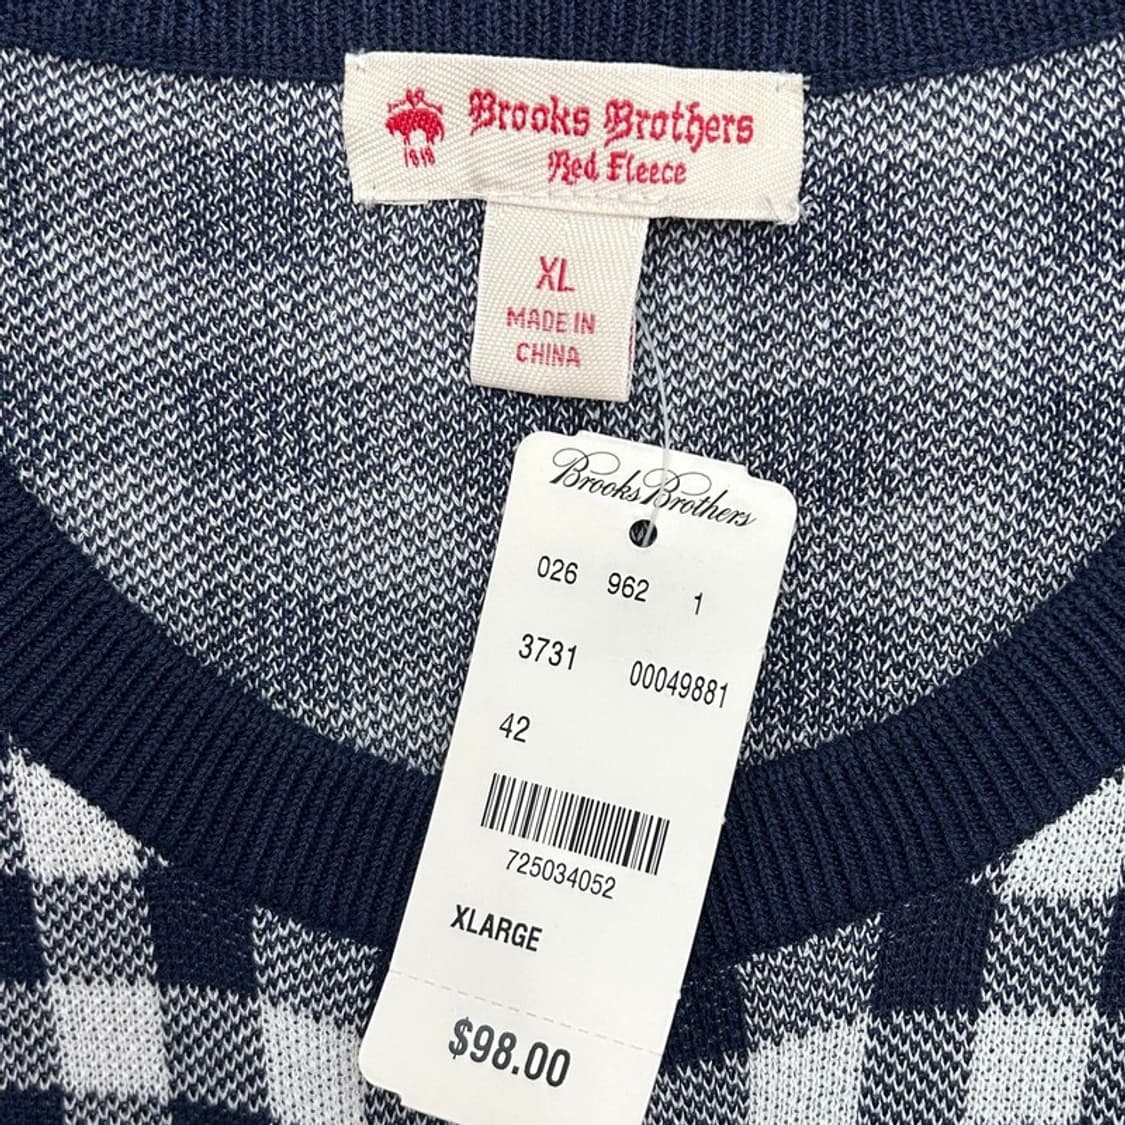 Brooks Brothers
Red Fleece
1818
XL
MADE IN
CHINA
Brooks Brothers
026 962 1
3731 00049881
42
725034052
XLARGE
$98.00